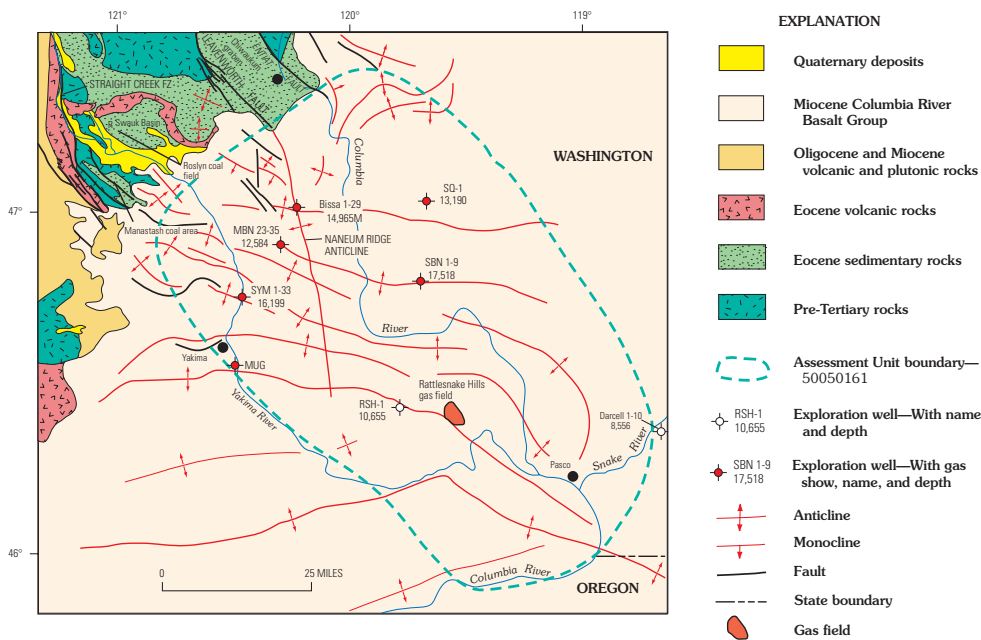 121°
120°
119°
47°
46°
STRAIGHT CREEK FZ
Swauk Basin
LEAVENWORTH FAULT
Roslyn coal
field
Manastash coal area
Columbia
WASHINGTON
SQ-1
13,190
Bissa 1-29
14,965M
MBN 23-35
12,584
NANEUM RIDGE
ANTICLINE
SBN 1-9
17,518
SYM 1-33
16,199
River
Yakima
MUG
Yakima River
RSH-1
10,655
Rattlesnake Hills
gas field
Darcell 1-10
8,556
Pasco
Snake River
0
25 MILES
Columbia River
OREGON
EXPLANATION
Quaternary deposits
Miocene Columbia River
Basalt Group
Oligocene and Miocene
volcanic and plutonic rocks
Eocene volcanic rocks
Eocene sedimentary rocks
Pre-Tertiary rocks
Assessment Unit boundary—
50050161
RSH-1
10,655
Exploration well—With name
and depth
SBN 1-9
17,518
Exploration well—With gas
show, name, and depth
Anticline
Monocline
Fault
State boundary
Gas field